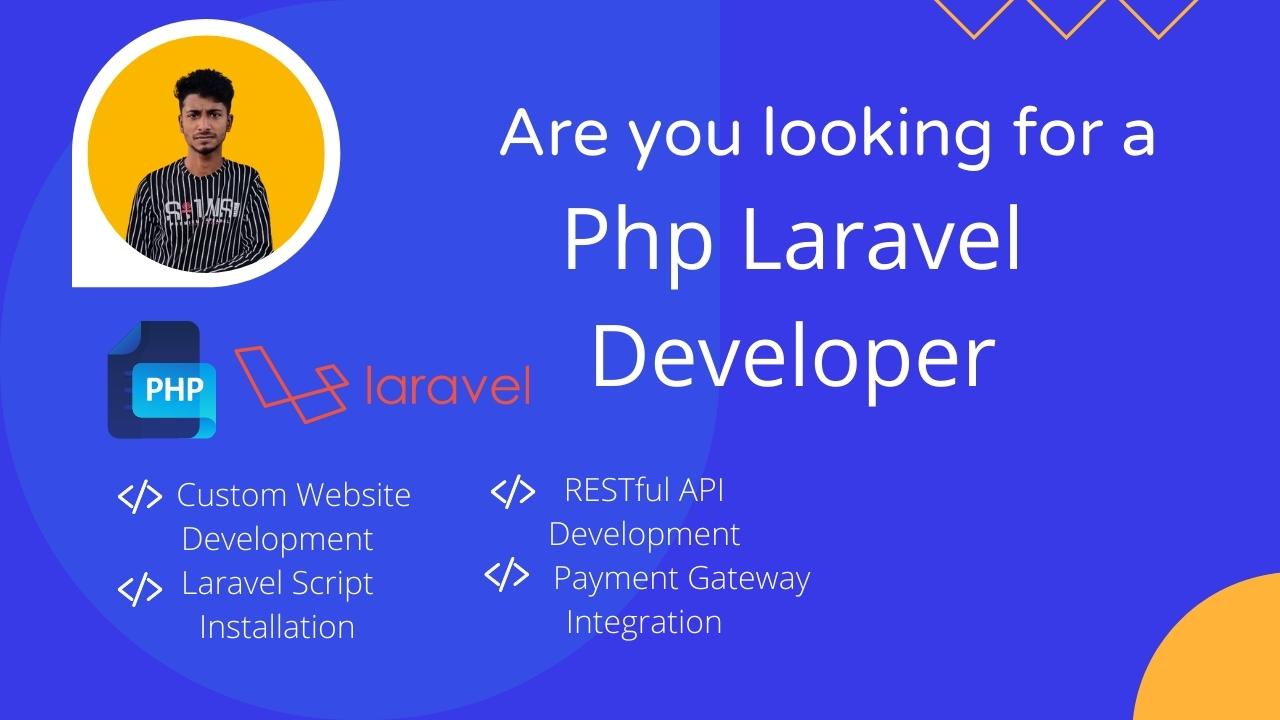 Are you looking for a
Php Laravel
Developer
PHP
laravel
</> Custom Website
Development
</> Laravel Script
Installation
</> RESTful API
Development
</> Payment Gateway
Integration